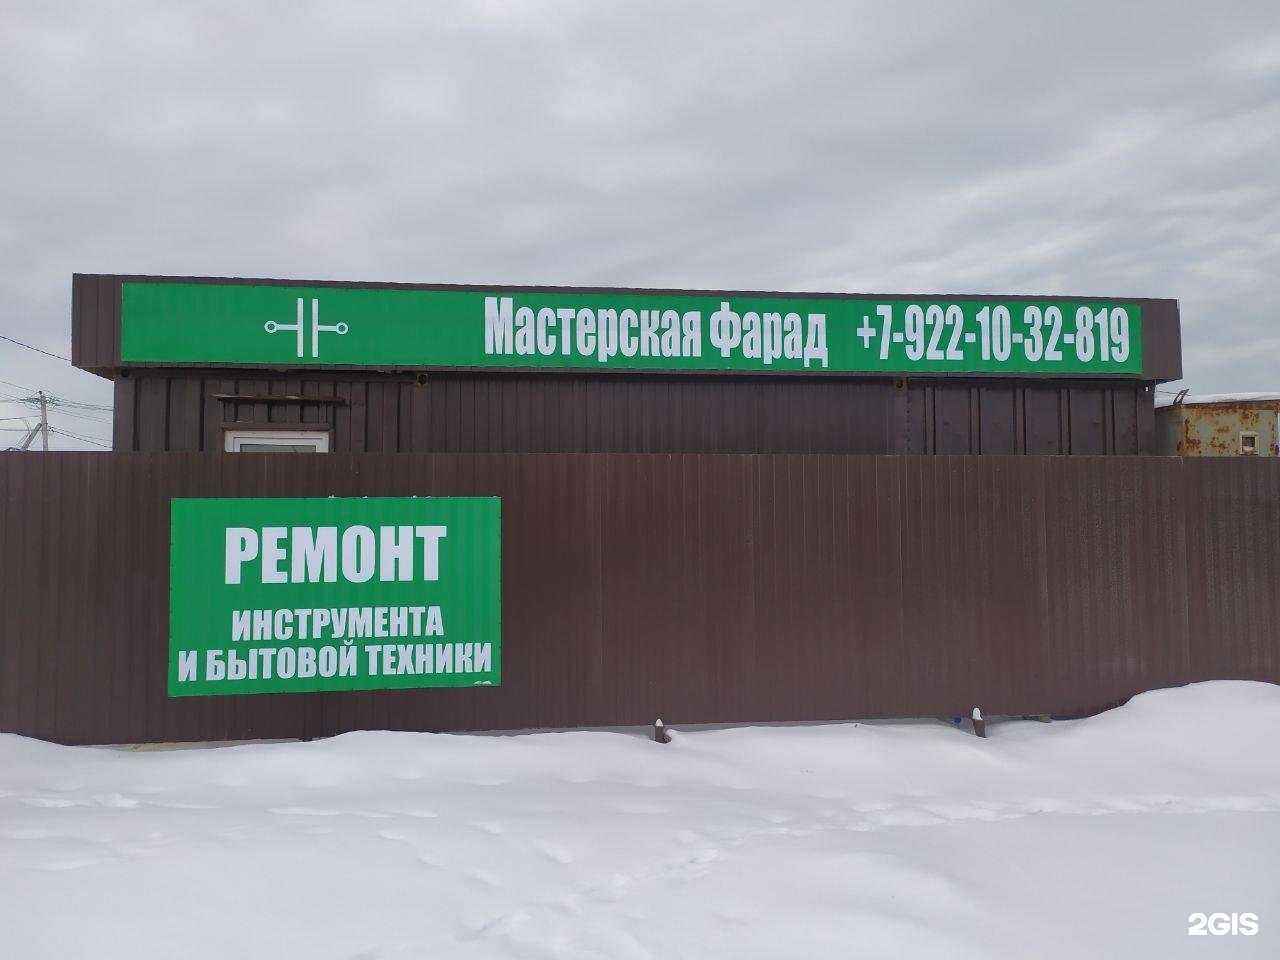 Мастерская Фарад +7-922-10-32-819
РЕМОНТ
ИНСТРУМЕНТА
И БЫТОВОЙ ТЕХНИКИ
2GIS